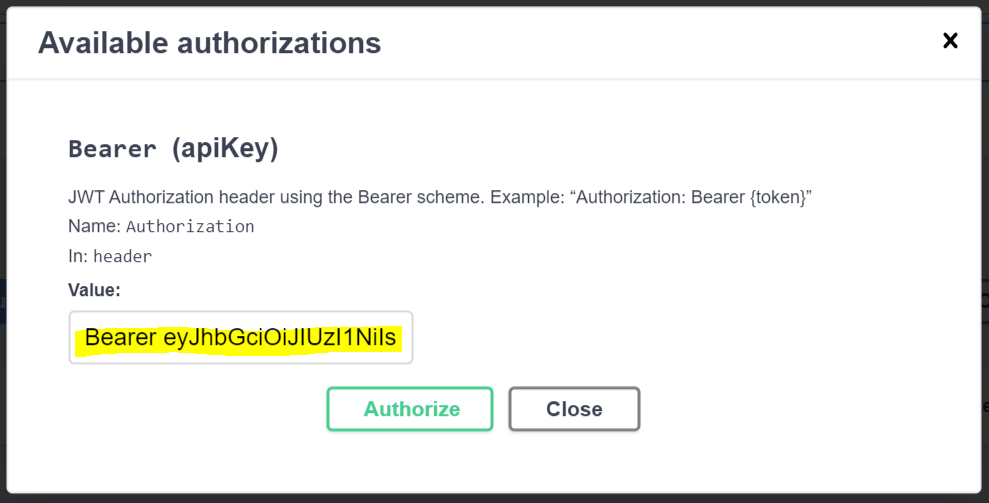 Available authorizations
Bearer (apiKey)
JWT Authorization header using the Bearer scheme. Example: “Authorization: Bearer {token}”
Name: Authorization
In: header
Value:
Bearer eyJhbGciOiJIUzI1NiIs
Authorize Close